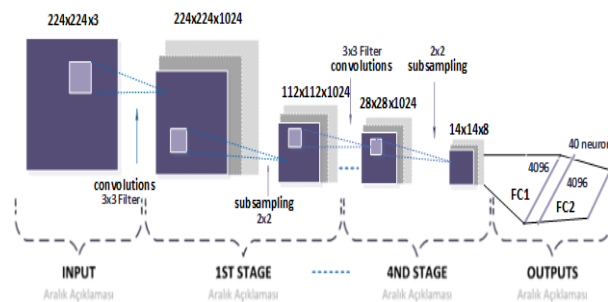 224x224x3
224x224x1024
3x3 Filter
convolutions
2x2
subsampling
112x112x1024
28x28x1024
14x14x8
40 neuron
4096
4096
FC1
FC2
convolutions
3x3 Filter
subsampling
2x2
INPUT
1ST STAGE
4ND STAGE
OUTPUTS
Aralık Açıklaması
Aralık Açıklaması
Aralık Açıklaması
Aralık Açıklaması